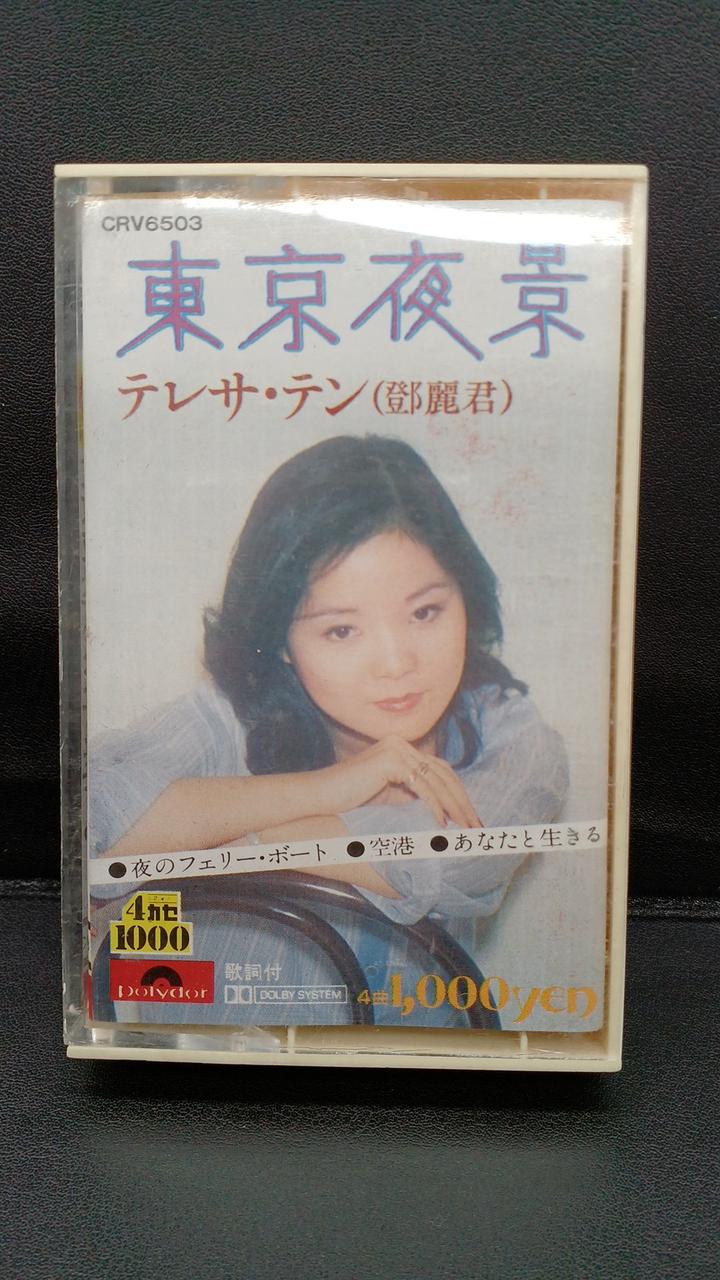 CRV6503
東京夜景
テレサ・テン(鄧麗君)
●夜のフェリー・ボート ●空港 ●あなたと生きる
4カセ
1000
polydor
歌詞付
DOLBY SYSTEM
4曲1,000yen